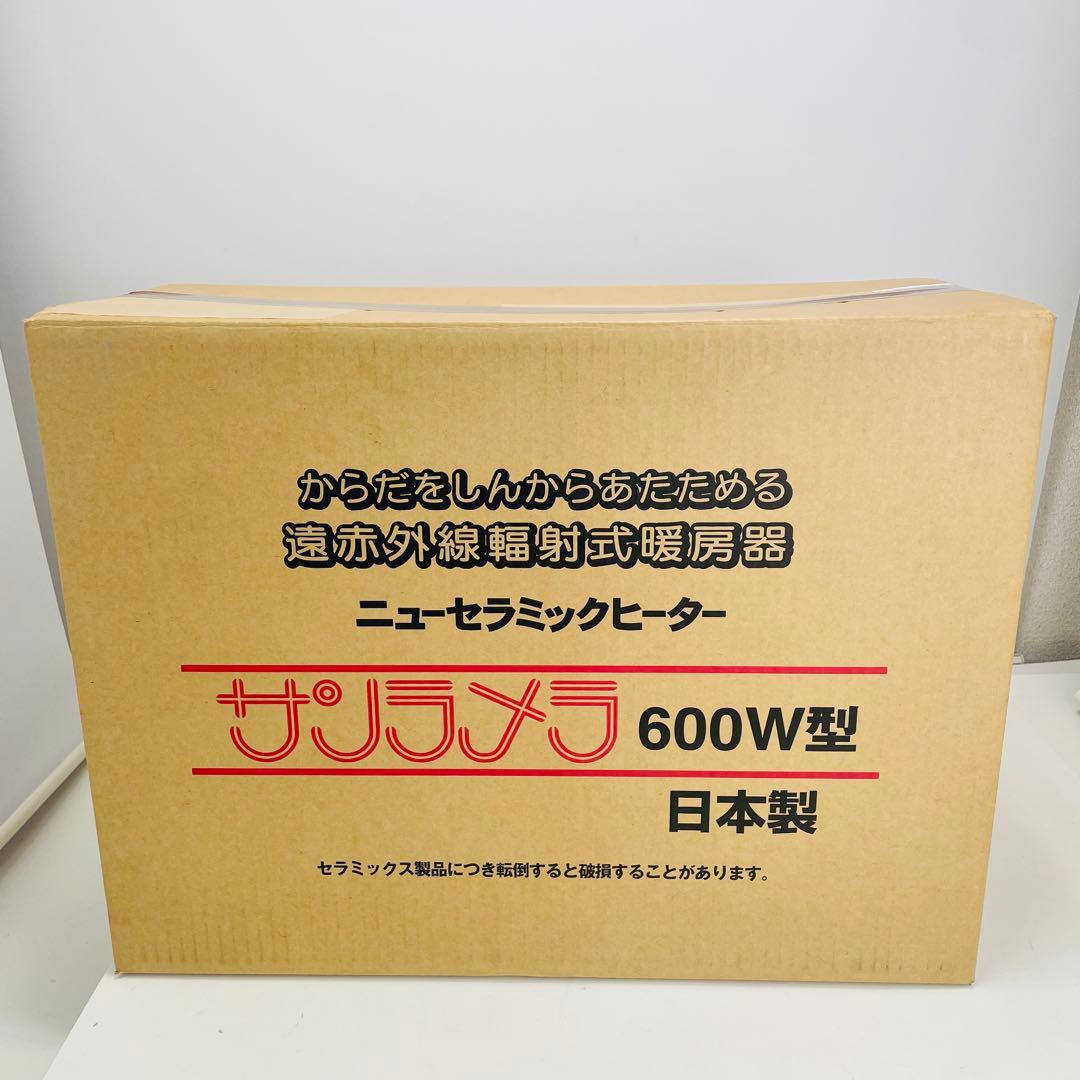 からだをしんからあたためる
遠赤外線輻射式暖房器
ニューセラミックヒーター
サンラメラ 600W型
日本製
セラミックス製品につき転倒すると破損することがあります。